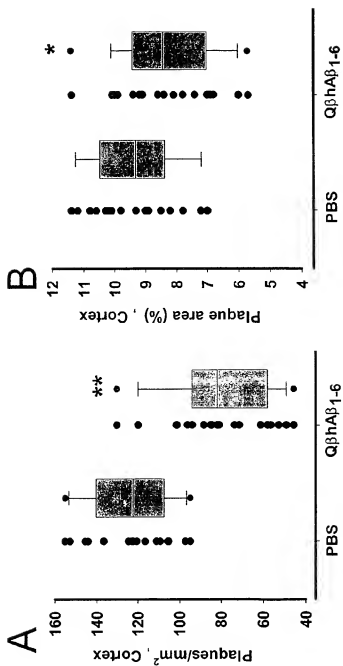 A
Plaques/mm², Cortex
160
140
120
100
80
60
40
**
PBS
QβhAβ1-6
B
Plaque area (%) , Cortex
12
11
10
9
8
7
6
5
4
*
PBS
QβhAβ1-6